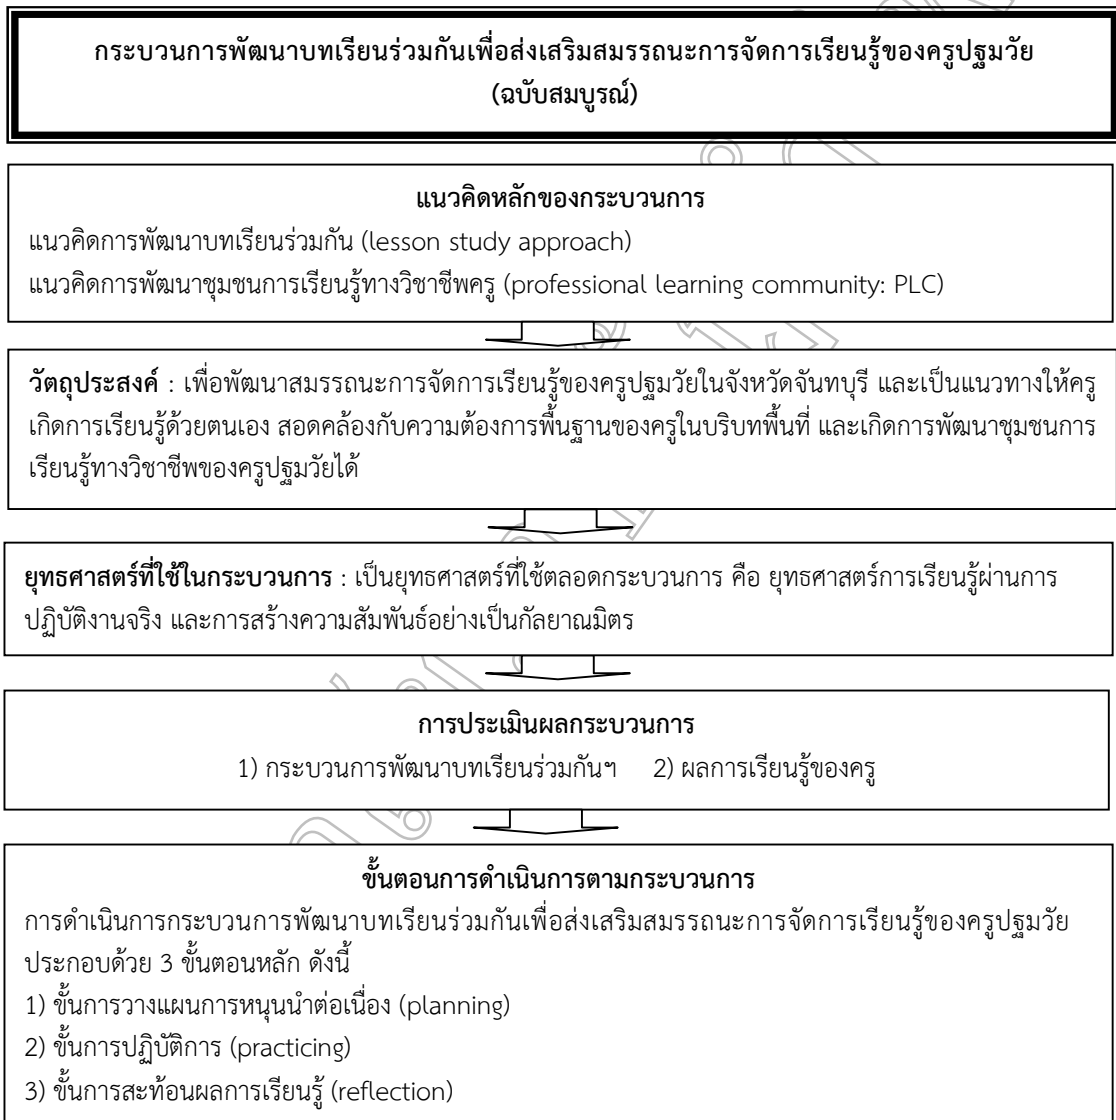 กระบวนการพัฒนาบทเรียนร่วมกันเพื่อส่งเสริมสมรรถนะการจัดการเรียนรู้ของครูปฐมวัย
(ฉบับสมบูรณ์)
แนวคิดหลักของกระบวนการ
แนวคิดการพัฒนาบทเรียนร่วมกัน (lesson study approach)
แนวคิดการพัฒนาชุมชนการเรียนรู้ทางวิชาชีพครู (professional learning community: PLC)
วัตถุประสงค์ : เพื่อพัฒนาสมรรถนะการจัดการเรียนรู้ของครูปฐมวัยในจังหวัดจันทบุรี และเป็นแนวทางให้ครู
เกิดการเรียนรู้ด้วยตนเอง สอดคล้องกับความต้องการพื้นฐานของครูในบริบทพื้นที่ และเกิดการพัฒนาชุมชนการ
เรียนรู้ทางวิชาชีพของครูปฐมวัยได้
ยุทธศาสตร์ที่ใช้ในกระบวนการ : เป็นยุทธศาสตร์ที่ใช้ตลอดกระบวนการ คือ ยุทธศาสตร์การเรียนรู้ผ่านการ
ปฏิบัติงานจริง และการสร้างความสัมพันธ์อย่างเป็นกัลยาณมิตร
การประเมินผลกระบวนการ
1) กระบวนการพัฒนาบทเรียนร่วมกันฯ 2) ผลการเรียนรู้ของครู
ขั้นตอนการดำเนินการตามกระบวนการ
การดำเนินการกระบวนการพัฒนาบทเรียนร่วมกันเพื่อส่งเสริมสมรรถนะการจัดการเรียนรู้ของครูปฐมวัย
ประกอบด้วย 3 ขั้นตอนหลัก ดังนี้
1) ขั้นการวางแผนการหนุนนำต่อเนื่อง (planning)
2) ขั้นการปฏิบัติการ (practicing)
3) ขั้นการสะท้อนผลการเรียนรู้ (reflection)